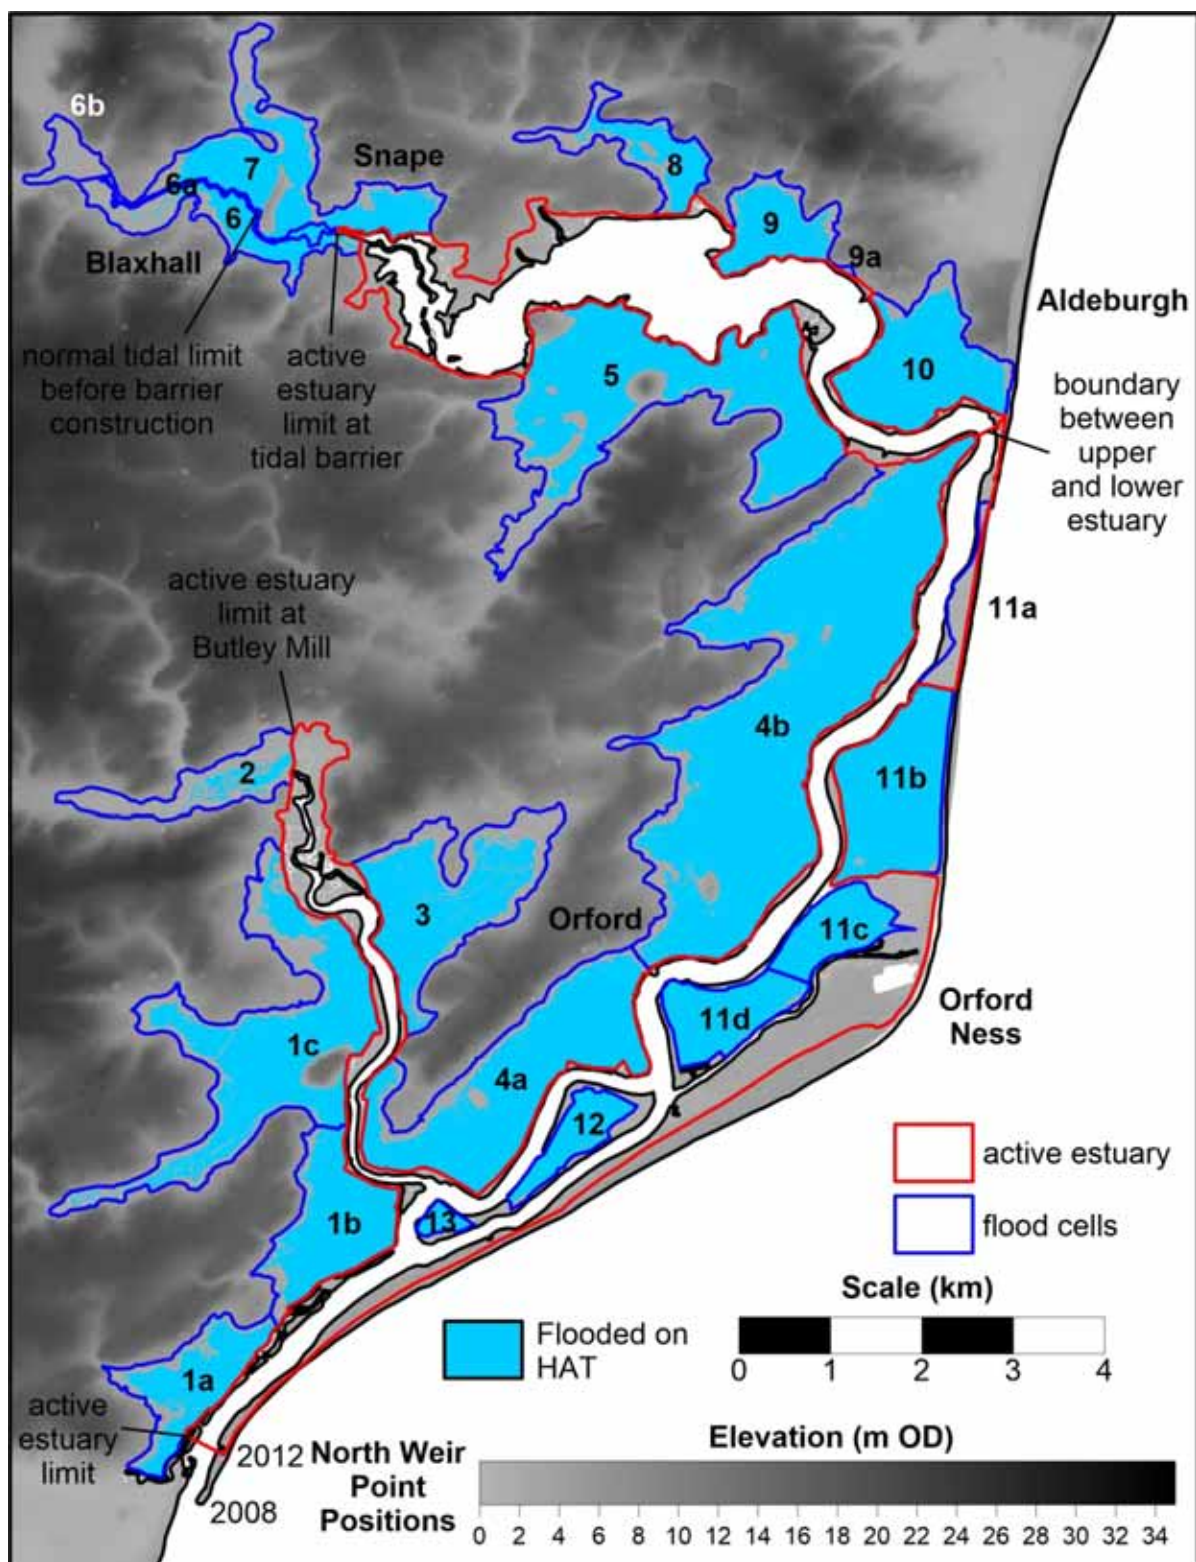 6b
7
Snape
8
6a
6
9
9a
Blaxhall
Aldeburgh
normal tidal limit
before barrier
construction
active
estuary
limit at
tidal barrier
5
10
boundary
between
upper
and lower
estuary
active estuary
limit at
Butley Mill
11a
2
4b
11b
3
Orford
11c
Orford
Ness
1c
11d
4a
12
active estuary
1b
13
flood cells
Scale (km)
Flooded on
HAT
0 1 2 3 4
1a
active
estuary
limit
2012
2008
North Weir
Point
Positions
Elevation (m OD)
0 2 4 6 8 10 12 14 16 18 20 22 24 26 28 30 32 34